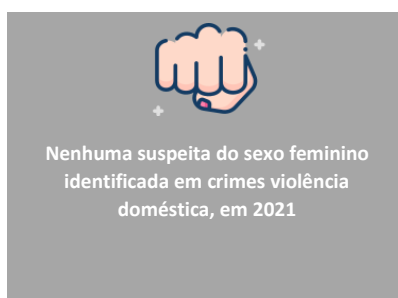 Nenhuma suspeita do sexo feminino
identificada em crimes violência
doméstica, em 2021